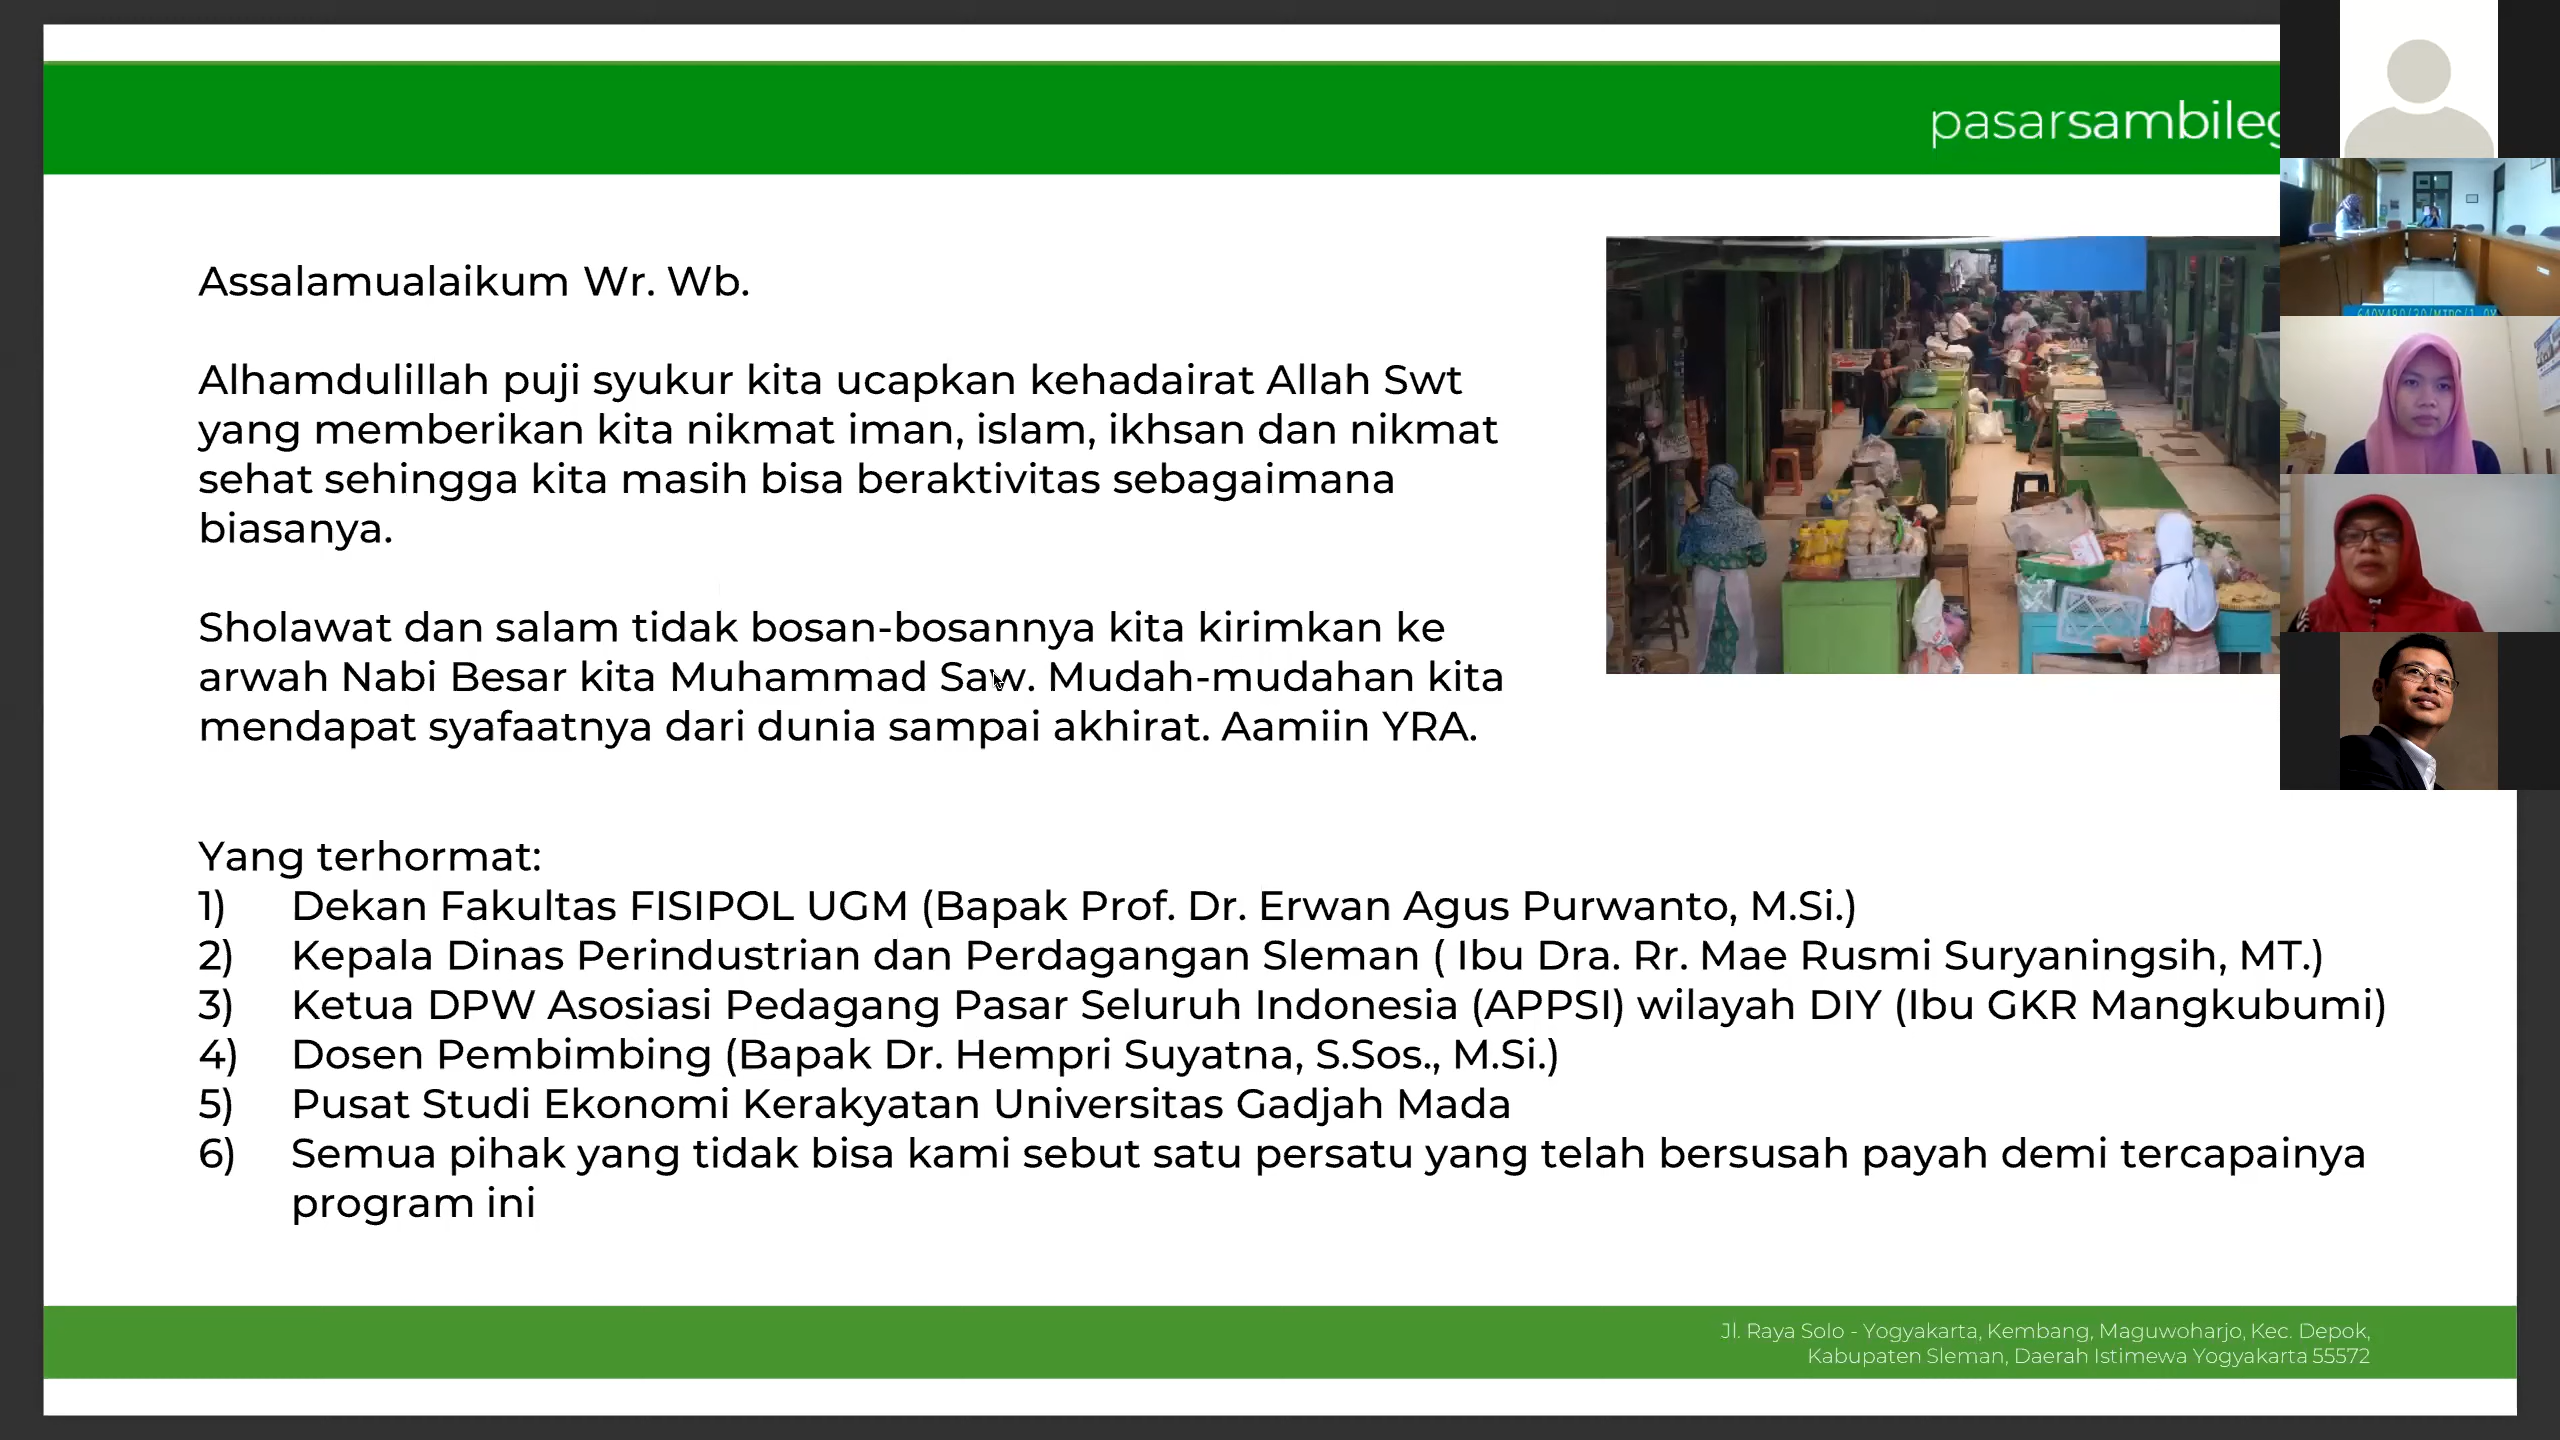 Assalamualaikum Wr. Wb.
Alhamdulillah puji syukur kita ucapkan kehadairat Allah Swt
yang memberikan kita nikmat iman, islam, ikhsan dan nikmat
sehat sehingga kita masih bisa beraktivitas sebagaimana
biasanya.
Sholawat dan salam tidak bosan-bosannya kita kirimkan ke
arwah Nabi Besar kita Muhammad Saw. Mudah-mudahan kita
mendapat syafaatnya dari dunia sampai akhirat. Aamiin YRA.
Yang terhormat:
1) Dekan Fakultas FISIPOL UGM (Bapak Prof. Dr. Erwan Agus Purwanto, M.Si.)
2) Kepala Dinas Perindustrian dan Perdagangan Sleman ( Ibu Dra. Rr. Mae Rusmi Suryaningsih, MT.)
3) Ketua DPW Asosiasi Pedagang Pasar Seluruh Indonesia (APPSI) wilayah DIY (Ibu GKR Mangkubumi)
4) Dosen Pembimbing (Bapak Dr. Hempri Suyatna, S.Sos., M.Si.)
5) Pusat Studi Ekonomi Kerakyatan Universitas Gadjah Mada
6) Semua pihak yang tidak bisa kami sebut satu persatu yang telah bersusah payah demi tercapainya
program ini
Jl. Raya Solo - Yogyakarta, Kembang, Maguwoharjo, Kec. Depok,
Kabupaten Sleman, Daerah Istimewa Yogyakarta 55572